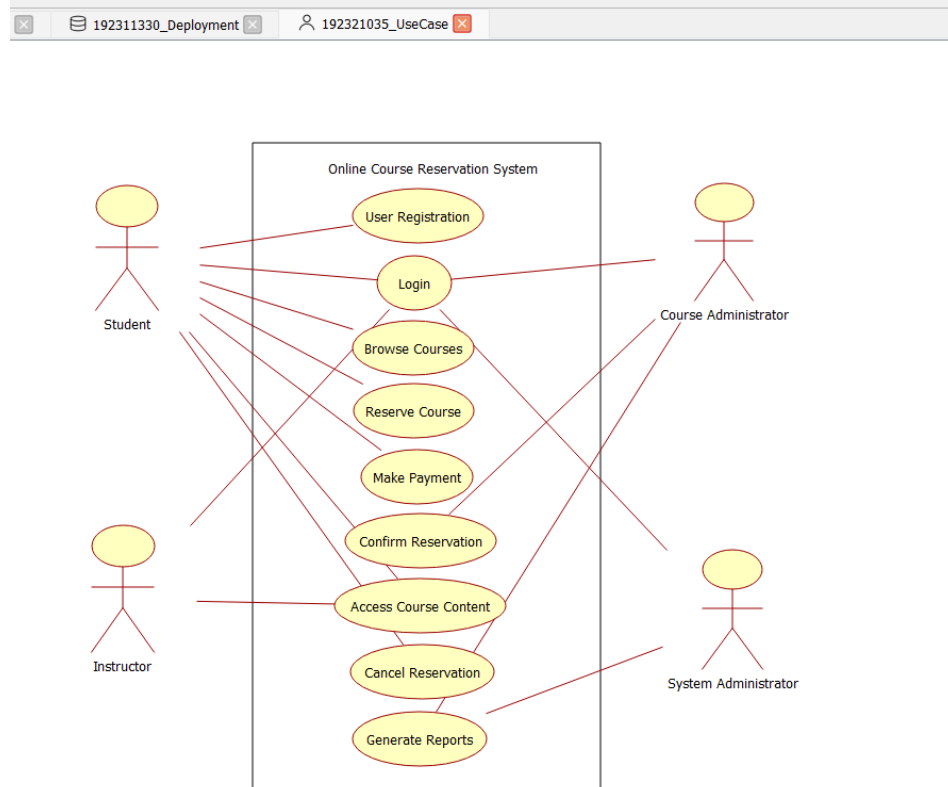 192311330_Deployment
192321035_UseCase
Online Course Reservation System
User Registration
Login
Browse Courses
Reserve Course
Make Payment
Confirm Reservation
Access Course Content
Cancel Reservation
Generate Reports
Student
Course Administrator
Instructor
System Administrator